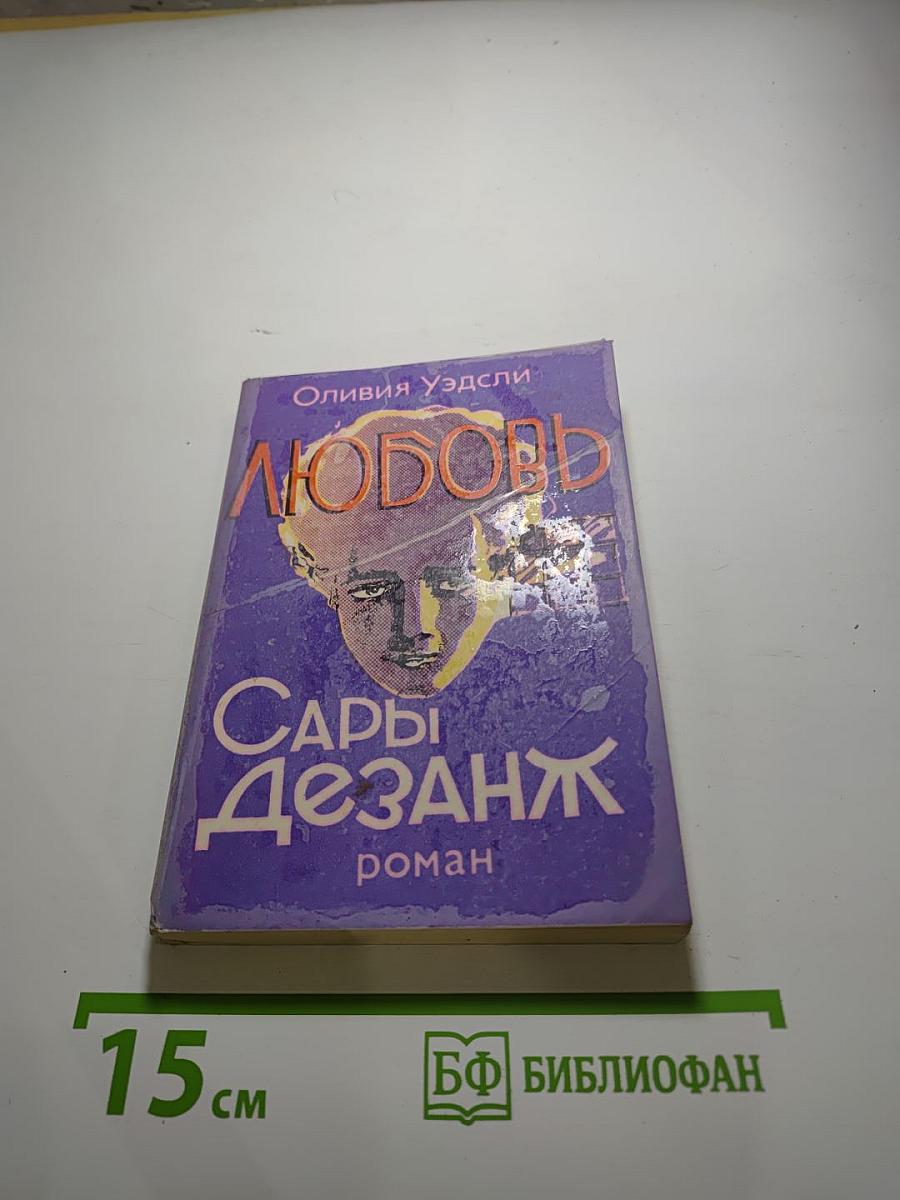 Оливия Уэдсли
ЛЮБОВЬ
САРЫ
ДеЗАНЖ
роман
15 см
БФ БИБЛИОФАН